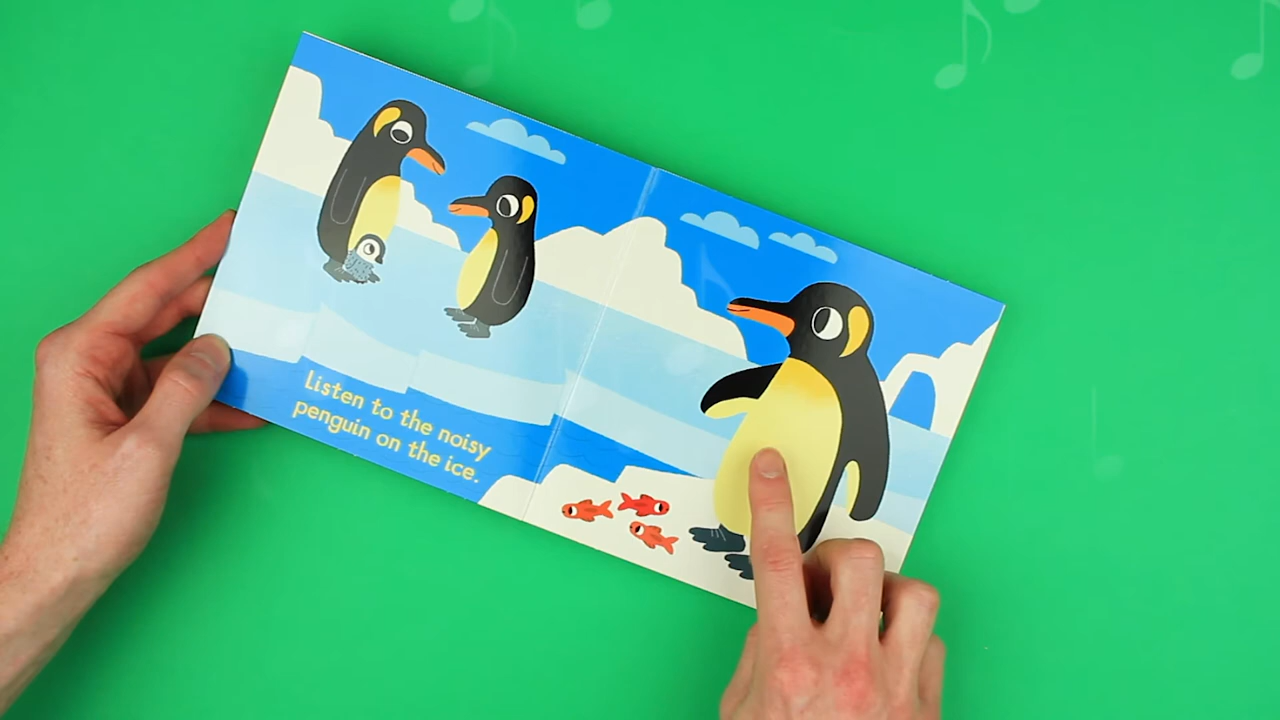 Listen to the noisy
penguin on the ice.